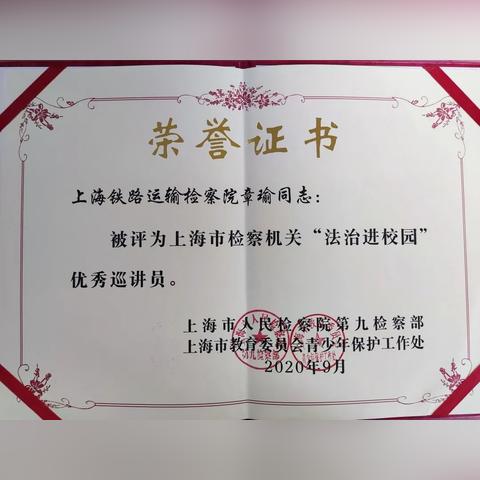 荣誉证书
上海铁路运输检察院章瑜同志：
被评为上海市检察机关“法治进校园”
优秀巡讲员。
上海市人民检察院第九检察部
上海市教育委员会青少年保护工作处
2020年9月